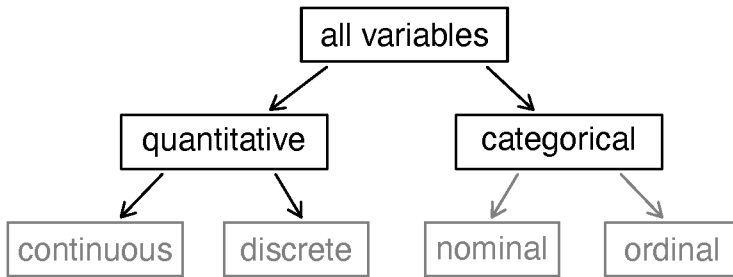 all variables
quantitative
categorical
continuous
discrete
nominal
ordinal